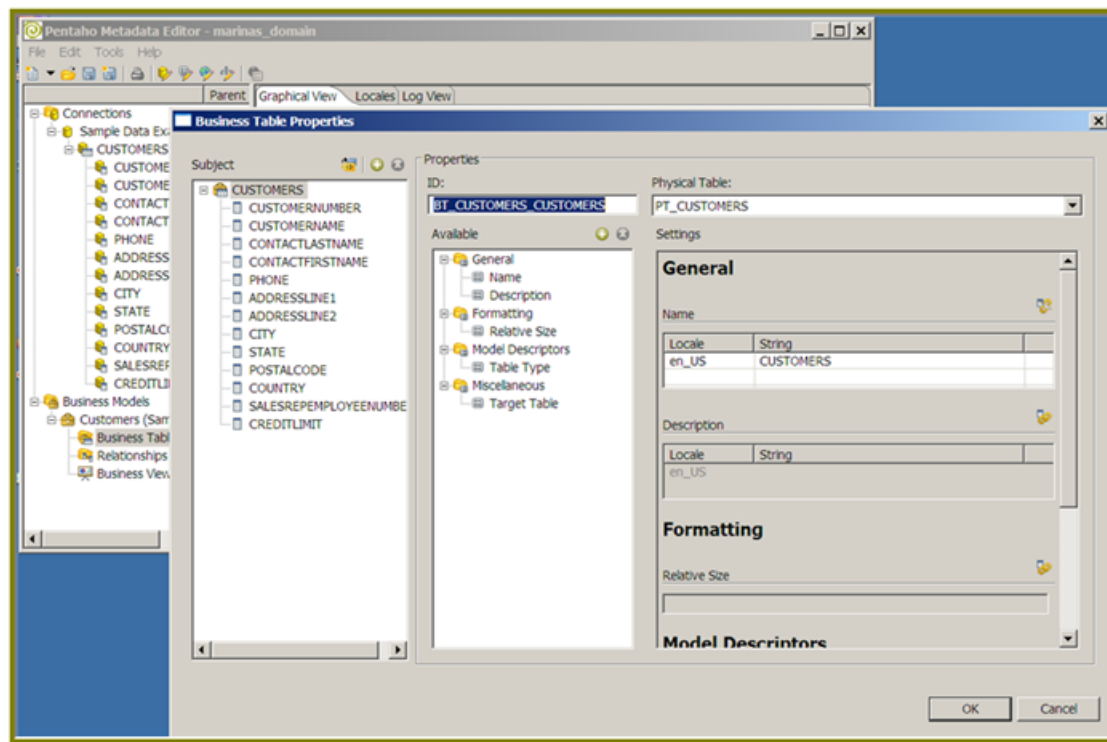 Pentaho Metadata Editor - marinas_domain
File Edit Tools Help
Parent Graphical View Locales Log View
Connections
Sample Data Exa
CUSTOMERS
CUSTOME
CUSTOME
CONTACT
CONTACT
PHONE
ADDRESS
ADDRESS
CITY
STATE
POSTALCO
COUNTRY
SALESREP
CREDITLI
Business Models
Customers (Sam
Business Tabl
Relationships
Business View
Business Table Properties
Subject
CUSTOMERS
CUSTOMERNUMBER
CUSTOMERNAME
CONTACTLASTNAME
CONTACTFIRSTNAME
PHONE
ADDRESSLINE1
ADDRESSLINE2
CITY
STATE
POSTALCODE
COUNTRY
SALESREPEMPLOYEENUMBE
CREDITLIMIT
Properties
ID:
BT_CUSTOMERS_CUSTOMERS
Physical Table:
PT_CUSTOMERS
Available
General
Name
Description
Formatting
Relative Size
Model Descriptors
Table Type
Miscellaneous
Target Table
Settings
General
Name
Locale String
en_US CUSTOMERS
Description
Locale String
en_US
Formatting
Relative Size
Model Descriptors
OK Cancel